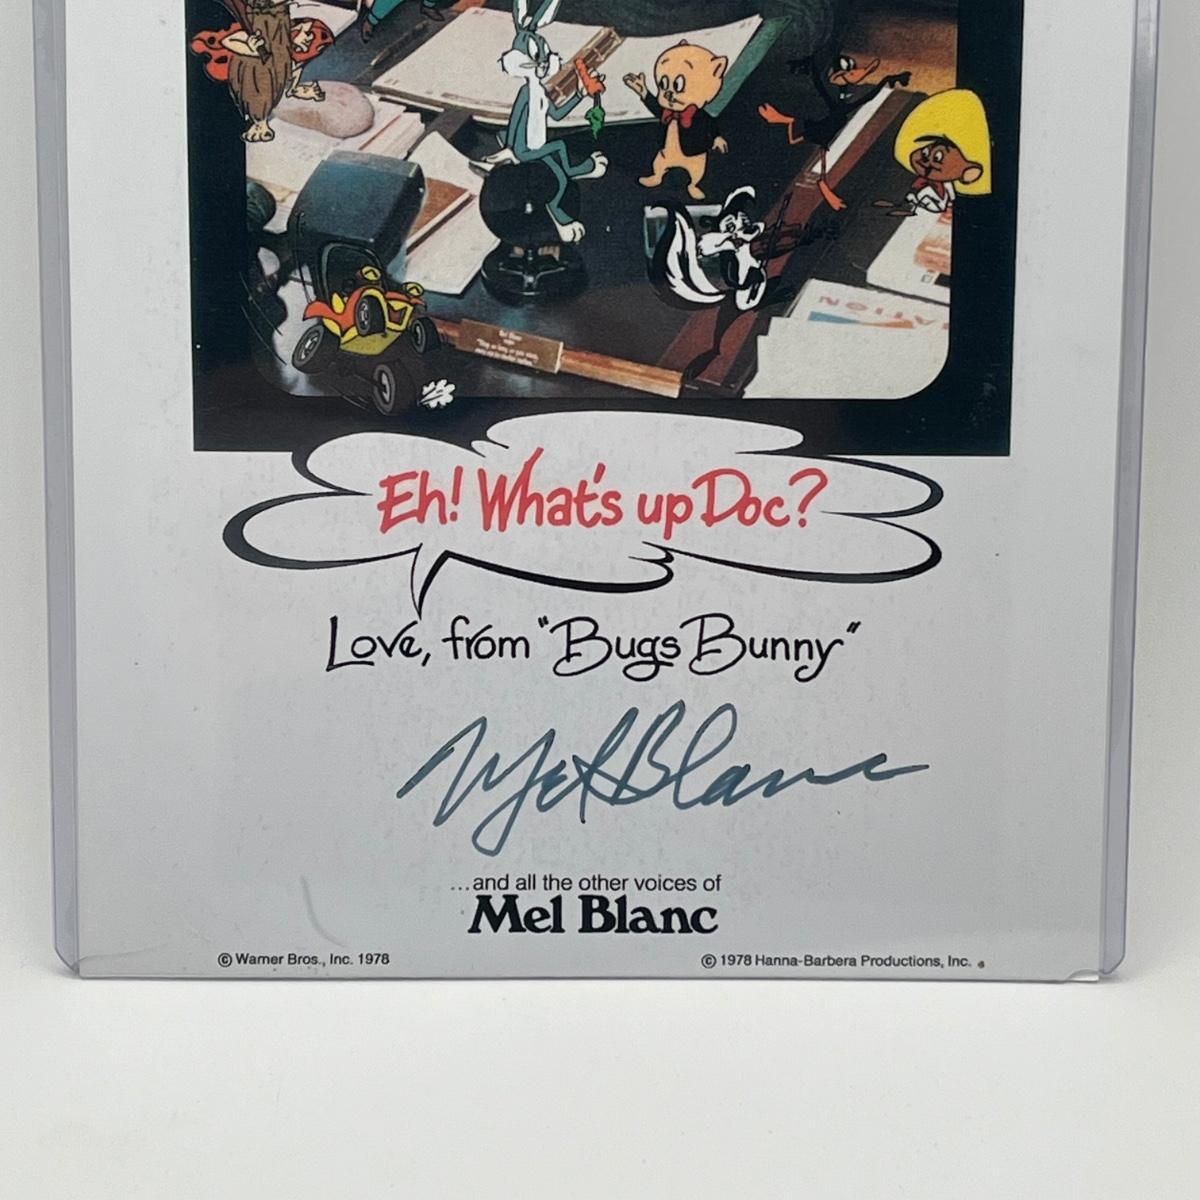 Eh! What's up Doc?
Love, from "Bugs Bunny"
Mel Blanc
...and all the other voices of
Mel Blanc
© Warner Bros., Inc. 1978
© 1978 Hanna-Barbera Productions, Inc.